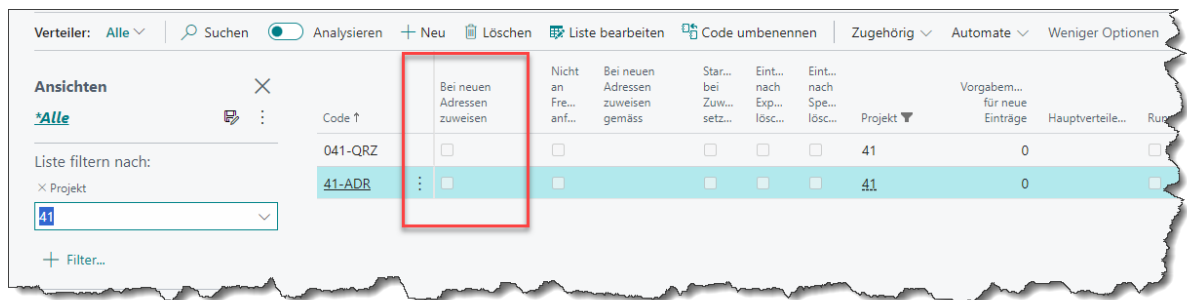 Verteiler: Alle Suchen Analysieren Neu Löschen Liste bearbeiten Code umbenennen Zugehörig Automate Weniger Optionen
Ansichten
*Alle
Liste filtern nach:
× Projekt
41
Filter...
Code ↑
Bei neuen
Adressen
zuweisen
Nicht
an
Fre...
anf...
Bei neuen
Adressen
zuweisen
gemäss
Star...
bei
Zuw...
setz...
Eint...
nach
Exp...
lösc...
Eint...
nach
Spe...
lösc...
Projekt
Vorgabem...
für neue
Einträge
Hauptverteile...
041-QRZ 41 0
41-ADR 41 0